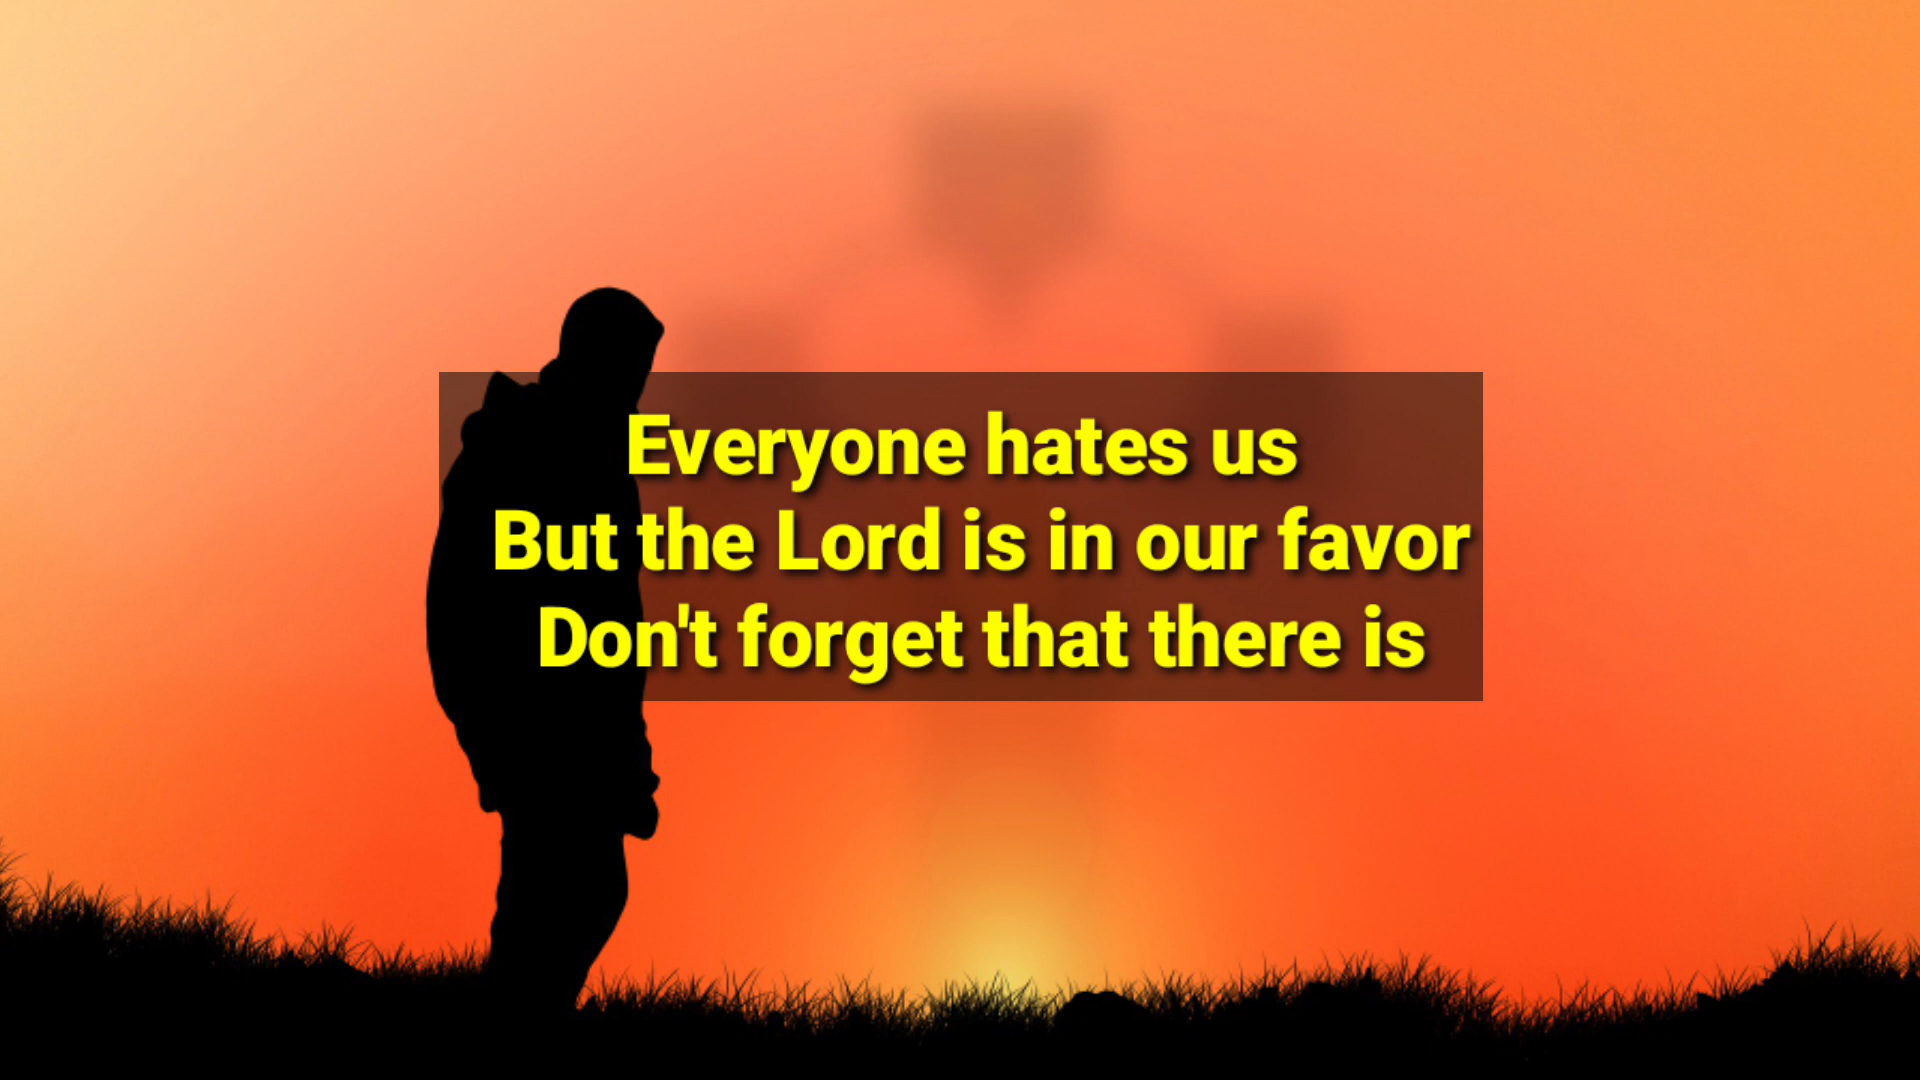 Everyone hates us
But the Lord is in our favor
Don't forget that there is